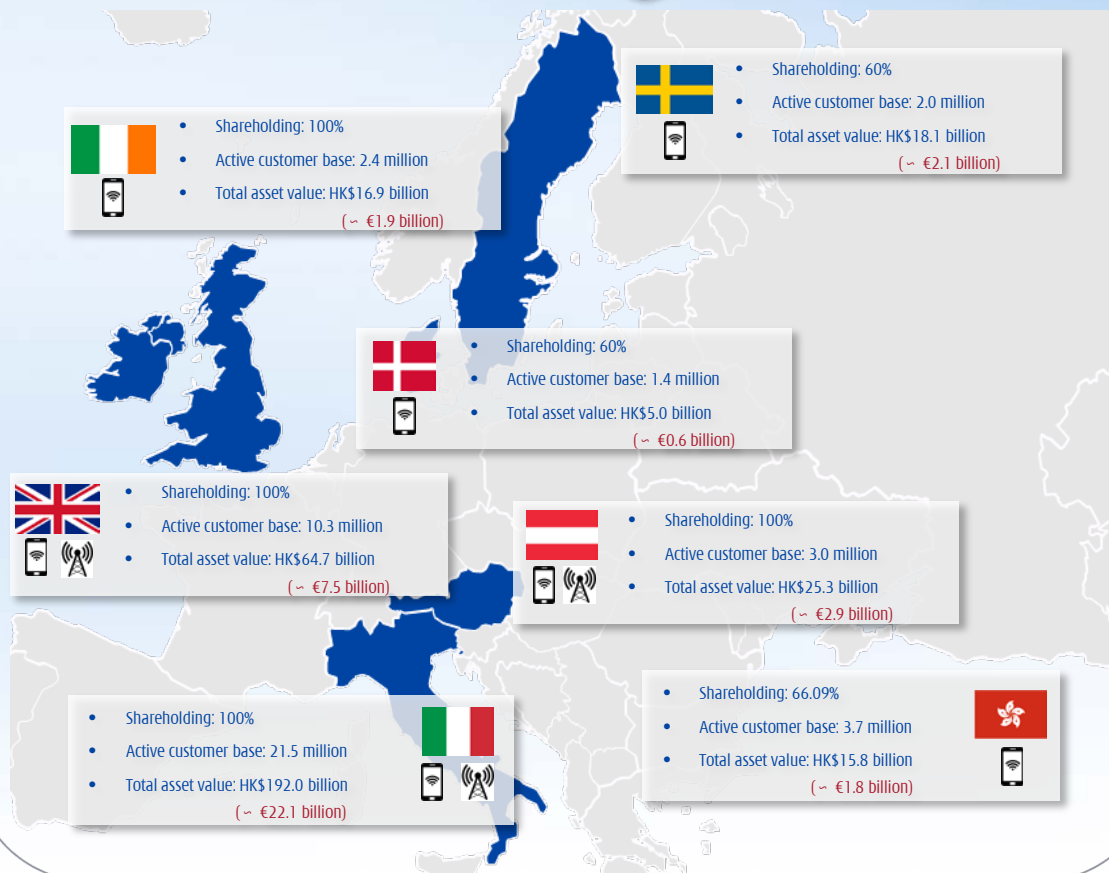 • Shareholding: 60%
• Active customer base: 2.0 million
• Total asset value: HK$18.1 billion
(~ €2.1 billion)
• Shareholding: 100%
• Active customer base: 2.4 million
• Total asset value: HK$16.9 billion
(~ €1.9 billion)
• Shareholding: 60%
• Active customer base: 1.4 million
• Total asset value: HK$5.0 billion
(~ €0.6 billion)
• Shareholding: 100%
• Active customer base: 10.3 million
• Total asset value: HK$64.7 billion
(~ €7.5 billion)
• Shareholding: 100%
• Active customer base: 3.0 million
• Total asset value: HK$25.3 billion
(~ €2.9 billion)
• Shareholding: 100%
• Active customer base: 21.5 million
• Total asset value: HK$192.0 billion
(~ €22.1 billion)
• Shareholding: 66.09%
• Active customer base: 3.7 million
• Total asset value: HK$15.8 billion
(~ €1.8 billion)